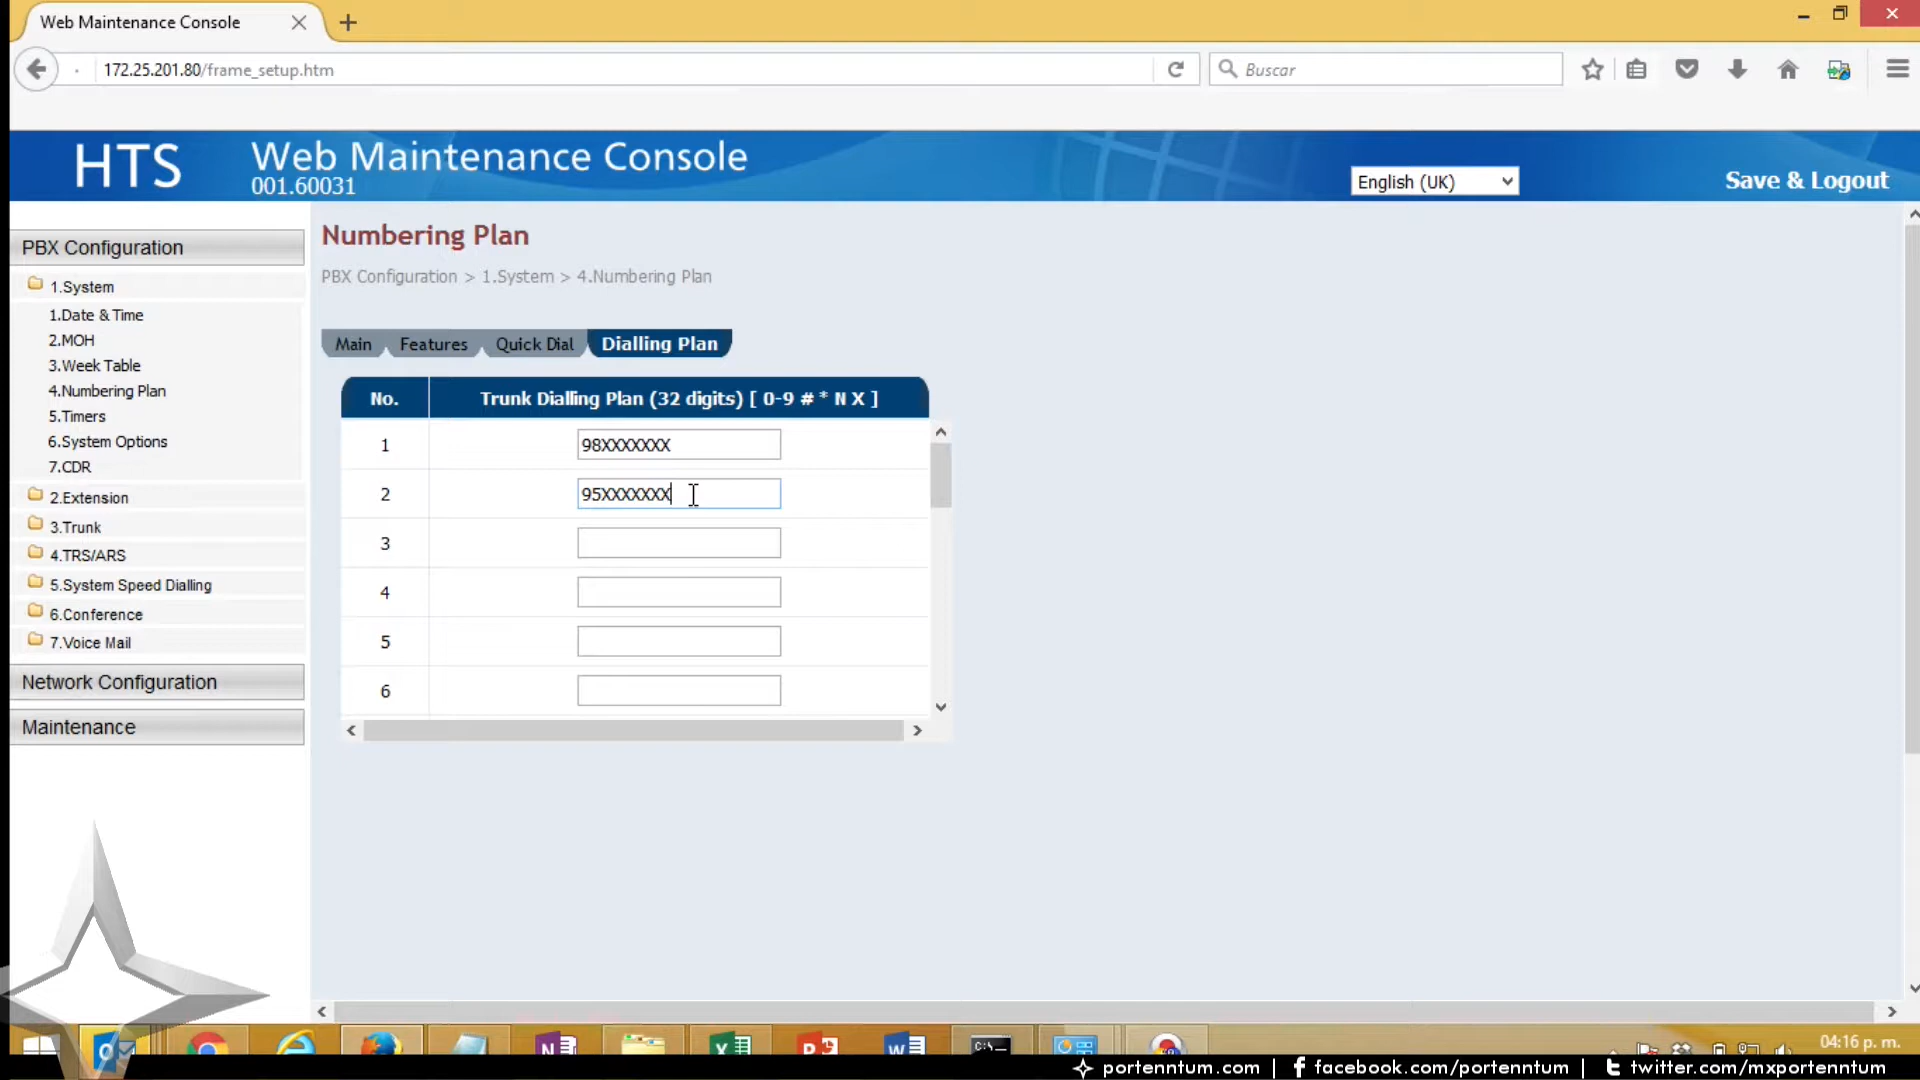 Web Maintenance Console
172.25.201.80/frame_setup.htm
Buscar
HTS
Web Maintenance Console
001.60031
English (UK)
Save & Logout
PBX Configuration
1.System
1.Date & Time
2.MOH
3.Week Table
4.Numbering Plan
5.Timers
6.System Options
7.CDR
2.Extension
3.Trunk
4.TRS/ARS
5.System Speed Dialling
6.Conference
7.Voice Mail
Network Configuration
Maintenance
Numbering Plan
PBX Configuration > 1.System > 4.Numbering Plan
Main
Features
Quick Dial
Dialling Plan
No.
Trunk Dialling Plan (32 digits) [ 0-9 # * N X ]
1
98XXXXXXX
2
95XXXXXXX
3
4
5
6
04:16 p. m.
portenntum.com | facebook.com/portenntum | twitter.com/mxportenntum